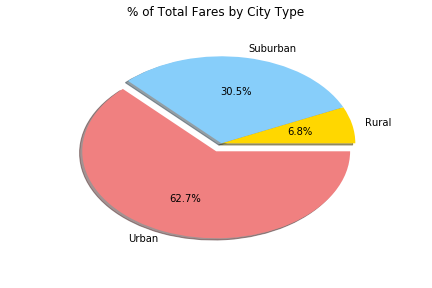 % of Total Fares by City Type
Suburban
30.5%
Rural
6.8%
62.7%
Urban